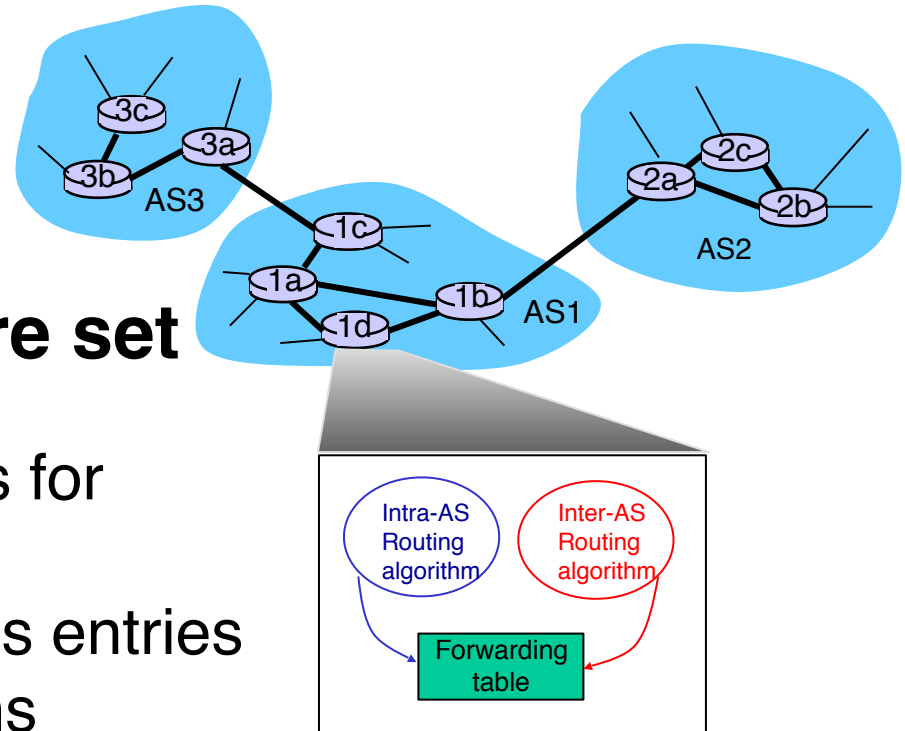 3c
3a
3b
AS3
2c
2a
2b
AS2
1c
1a
1b
AS1
1d
re set
s for
s entries
ns
Intra-AS
Routing
algorithm
Inter-AS
Routing
algorithm
Forwarding
table